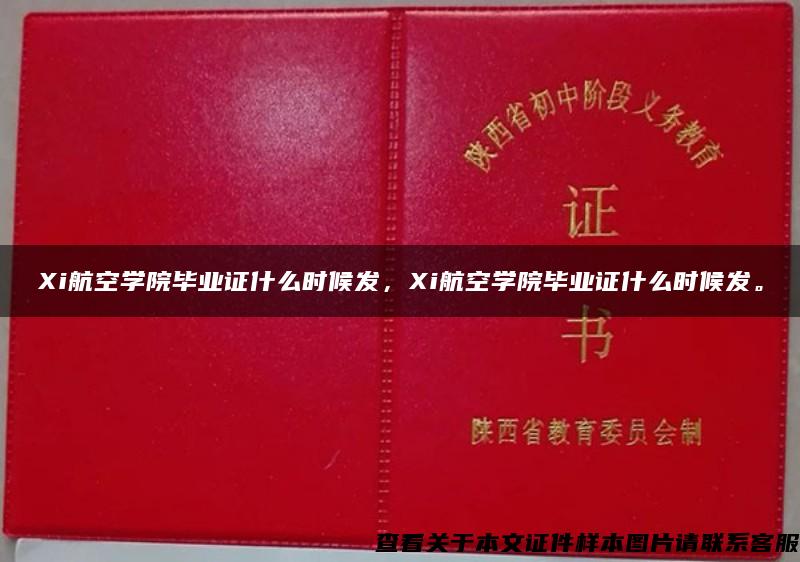 陕西省初中阶段义务教育
证
Xi航空学院毕业证什么时候发，Xi航空学院毕业证什么时候发。
书
陕西省教育委员会制
查看关于本文证件样本图片请联系客服